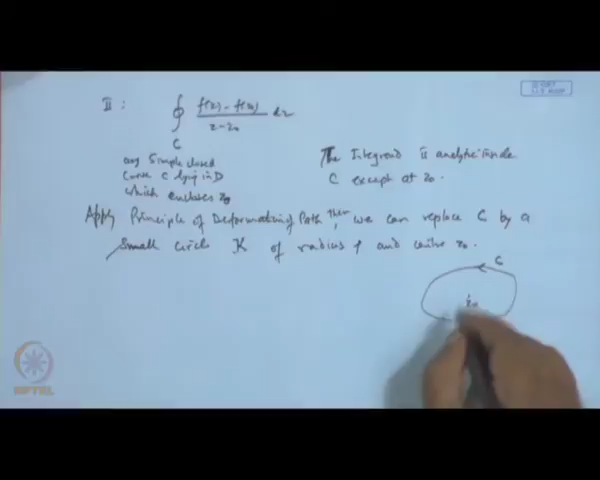 II : ∮ f(z) - f(z0) / z - z0 dz
C
any Simple closed
Curve C lying in D
which encloses z0
The Integrand is analytic inside
C except at z0.
Apply Principle of Deformation of Path then, we can replace C by a
Small circle K of radius ρ and centre z0.
C
z0
NPTEL